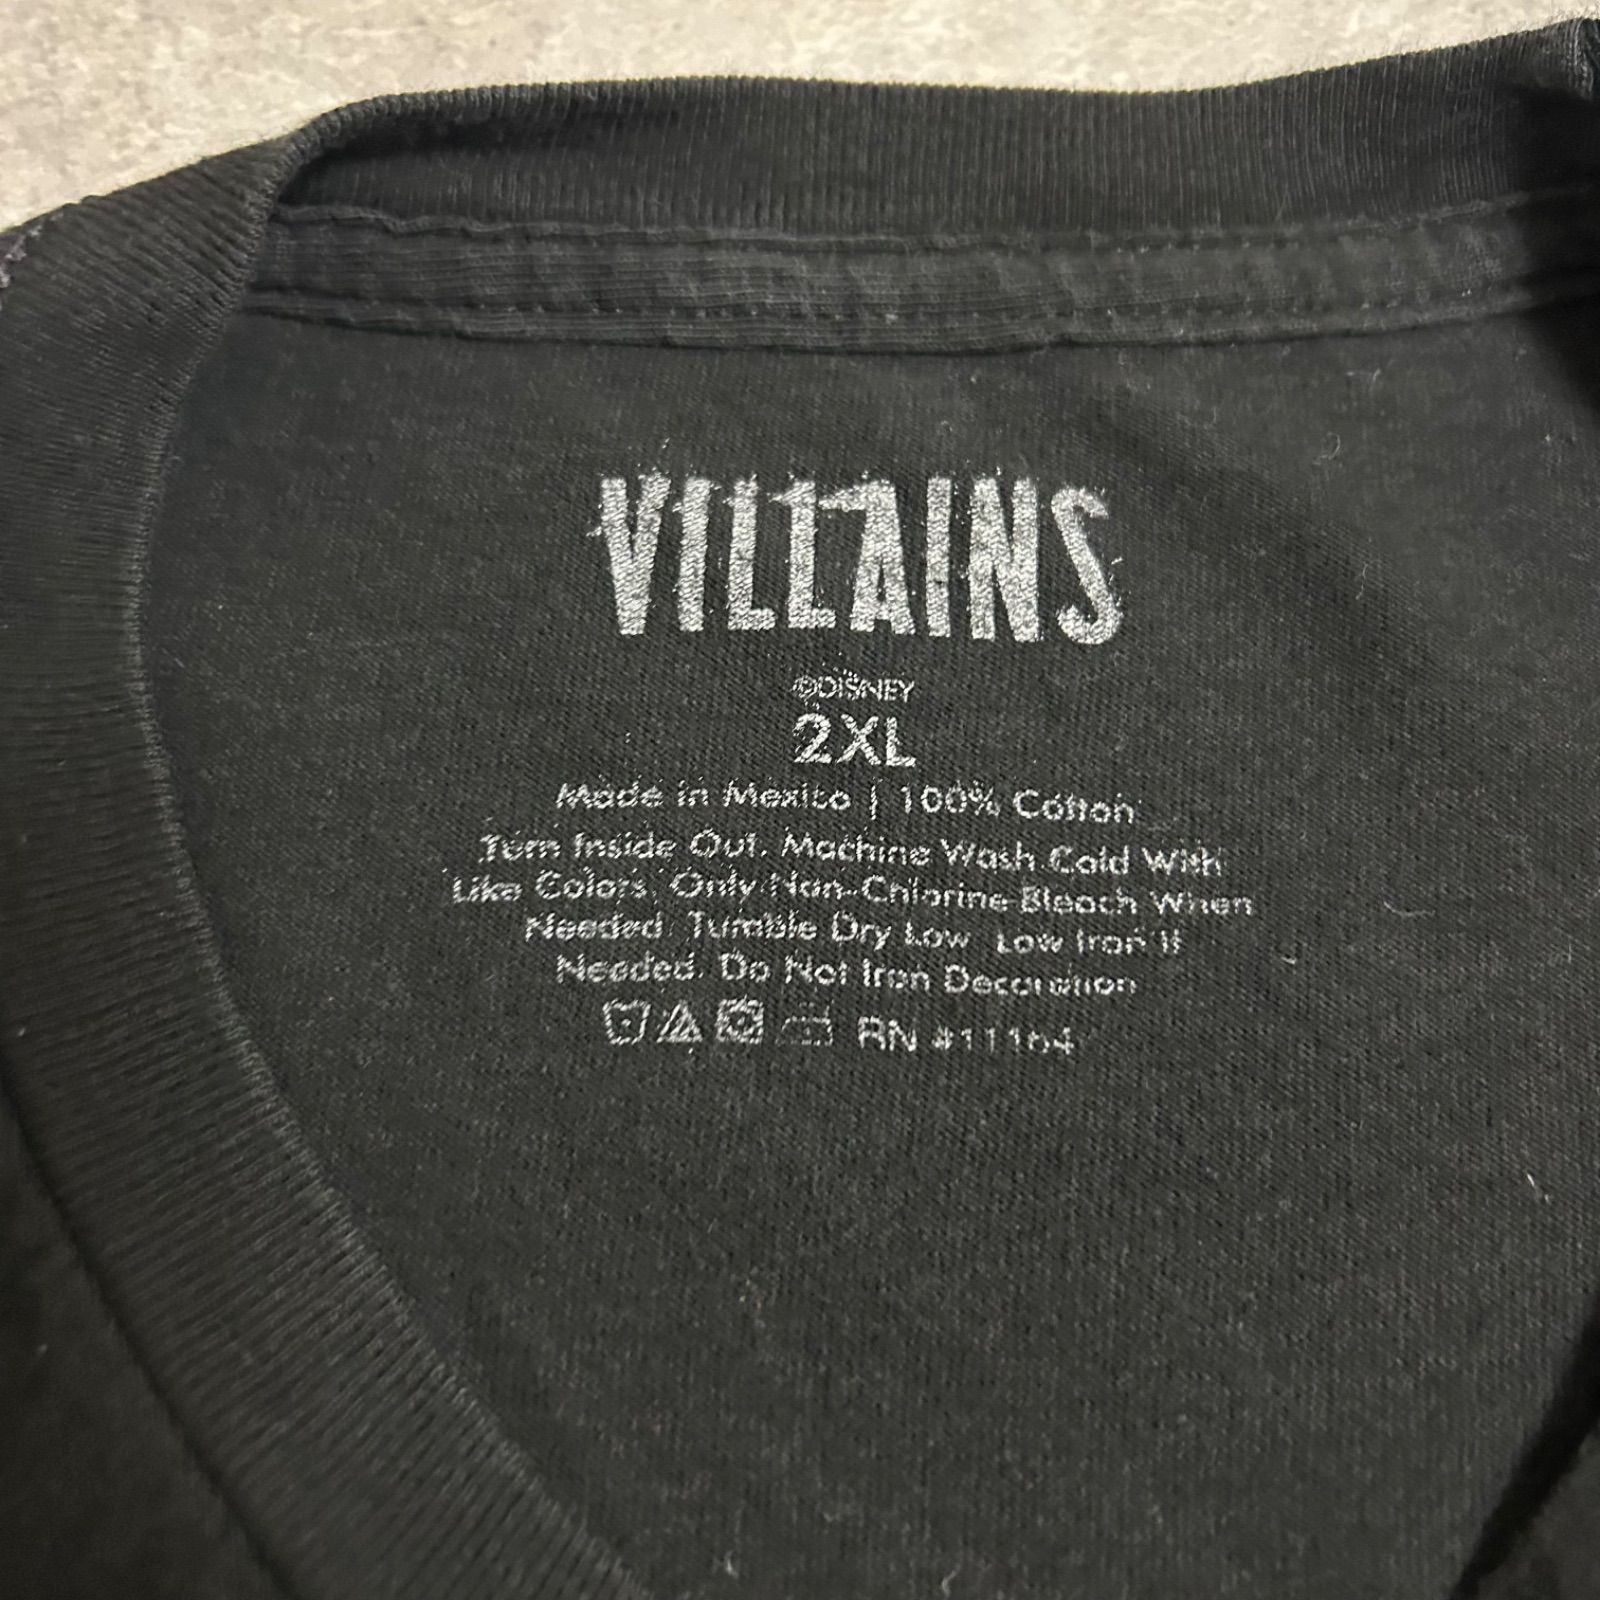 VILLAINS
©DISNEY
2XL
Made in Mexico | 100% Cotton
Turn Inside Out. Machine Wash Cold With
Like Colors. Only Non-Chlorine Bleach When
Needed. Tumble Dry Low. Low Iron If
Needed. Do Not Iron Decoration
RN #11164